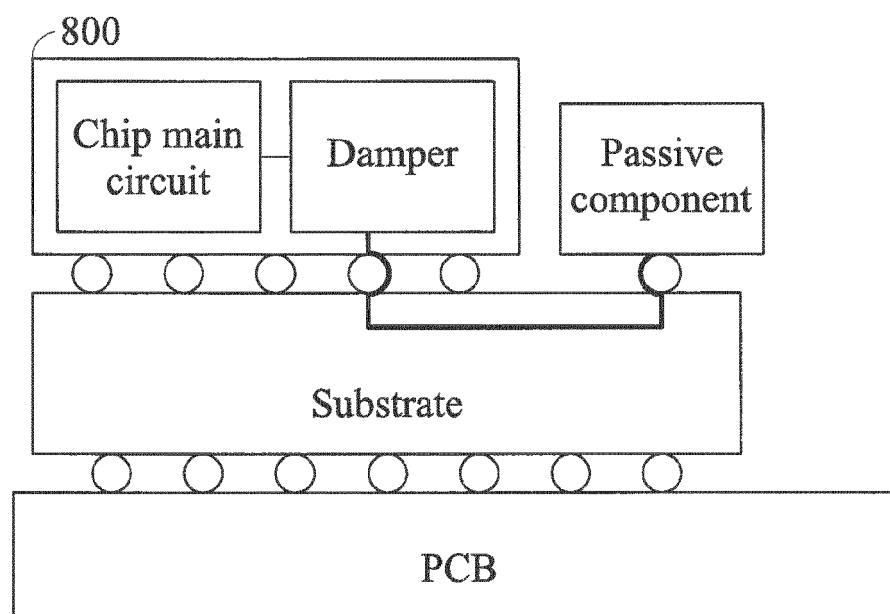 800
Chip main
circuit
Damper
Passive
component
Substrate
PCB